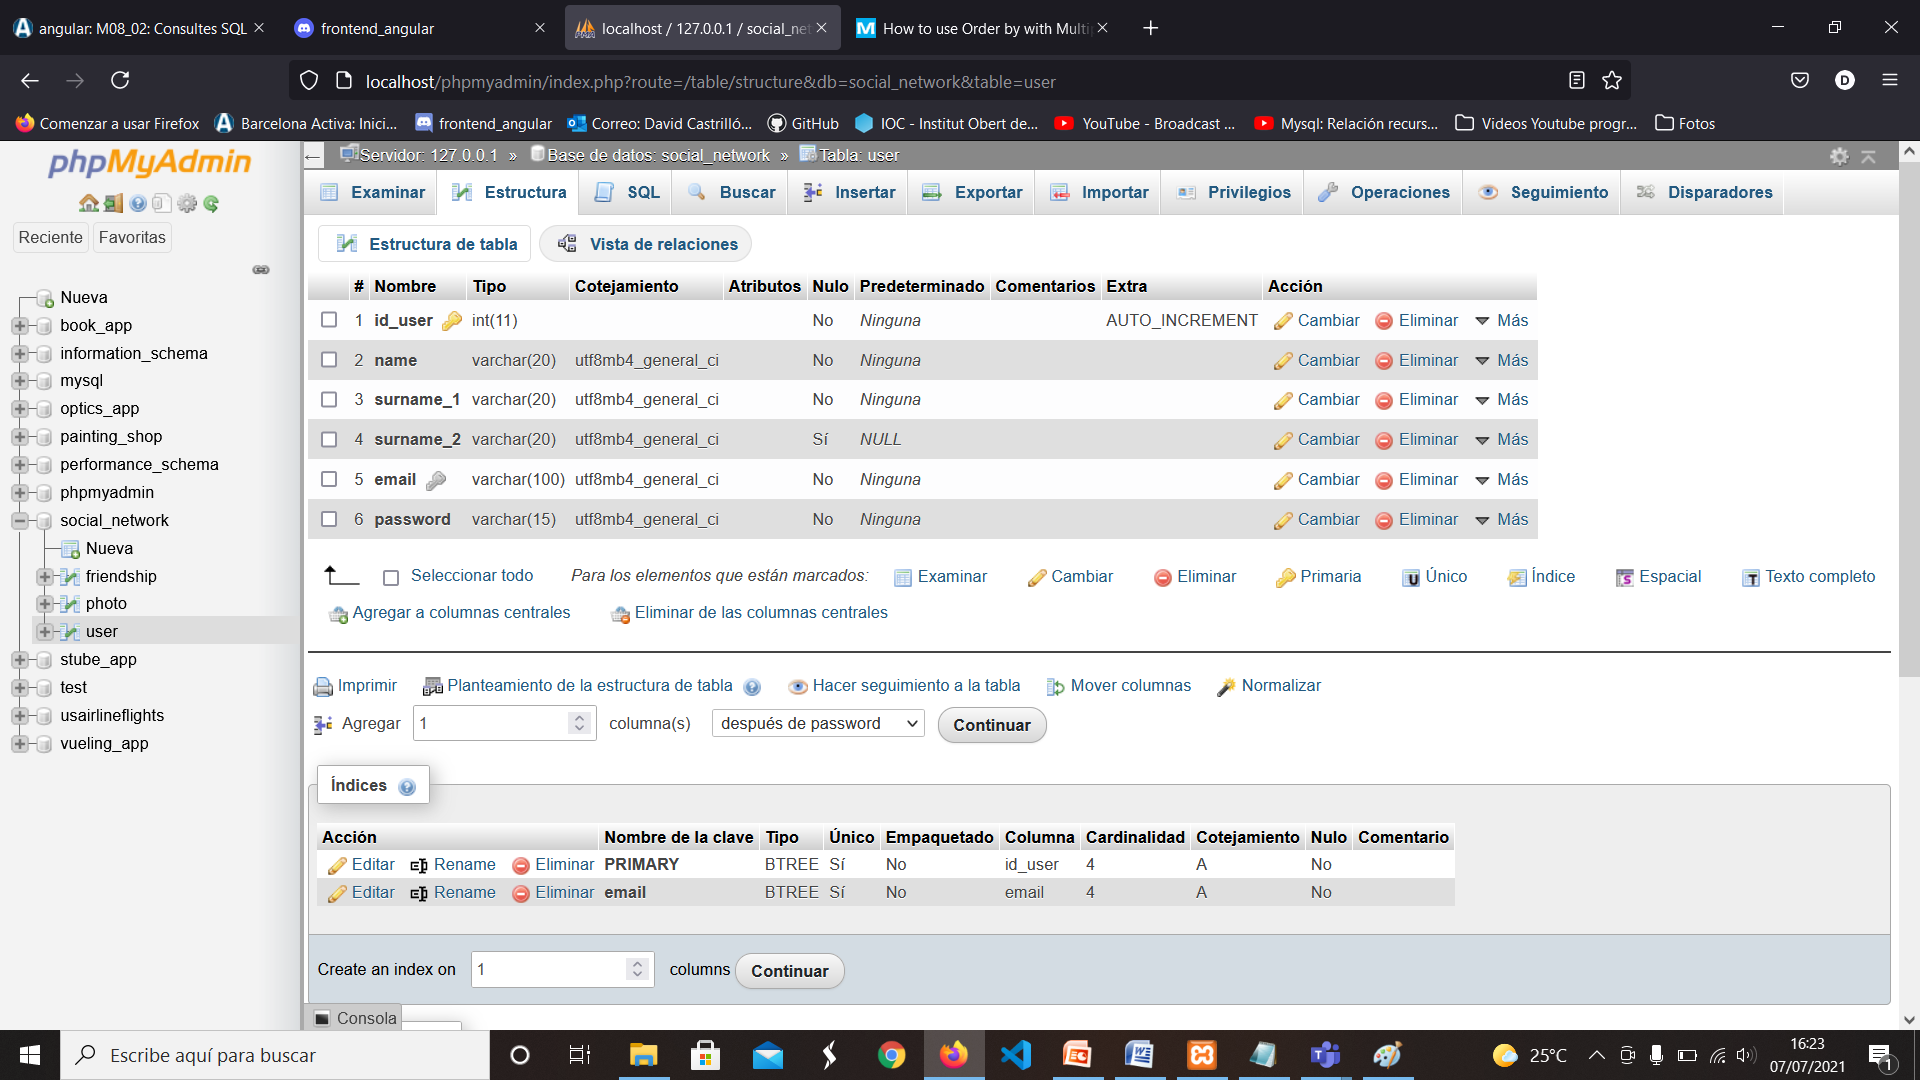 angular: M08_02: Consultes SQL
frontend_angular
localhost / 127.0.0.1 / social_net
How to use Order by with Multip
localhost/phpmyadmin/index.php?route=/table/structure&db=social_network&table=user
D
Comenzar a usar Firefox
Barcelona Activa: Inici...
frontend_angular
Correo: David Castrilló...
GitHub
IOC - Institut Obert de...
YouTube - Broadcast ...
Mysql: Relación recurs...
Videos Youtube progr...
Fotos
phpMyAdmin
Reciente
Favoritas
Nueva
book_app
information_schema
mysql
optics_app
painting_shop
performance_schema
phpmyadmin
social_network
Nueva
friendship
photo
user
stube_app
test
usairlineflights
vueling_app
Servidor: 127.0.0.1 » Base de datos: social_network » Tabla: user
Examinar Estructura SQL Buscar Insertar Exportar Importar Privilegios Operaciones Seguimiento Disparadores
Estructura de tabla Vista de relaciones
# Nombre Tipo Cotejamiento Atributos Nulo Predeterminado Comentarios Extra Acción
1 id_user int(11) No Ninguna AUTO_INCREMENT Cambiar Eliminar Más
2 name varchar(20) utf8mb4_general_ci No Ninguna Cambiar Eliminar Más
3 surname_1 varchar(20) utf8mb4_general_ci No Ninguna Cambiar Eliminar Más
4 surname_2 varchar(20) utf8mb4_general_ci Sí NULL Cambiar Eliminar Más
5 email varchar(100) utf8mb4_general_ci No Ninguna Cambiar Eliminar Más
6 password varchar(15) utf8mb4_general_ci No Ninguna Cambiar Eliminar Más
Seleccionar todo Para los elementos que están marcados: Examinar Cambiar Eliminar Primaria Único Índice Espacial Texto completo
Agregar a columnas centrales Eliminar de las columnas centrales
Imprimir Planteamiento de la estructura de tabla Hacer seguimiento a la tabla Mover columnas Normalizar
Agregar 1 columna(s) después de password Continuar
Índices
Acción Nombre de la clave Tipo Único Empaquetado Columna Cardinalidad Cotejamiento Nulo Comentario
Editar Rename Eliminar PRIMARY BTREE Sí No id_user 4 A No
Editar Rename Eliminar email BTREE Sí No email 4 A No
Create an index on 1 columns Continuar
Consola
Escribe aquí para buscar
25°C
16:23
07/07/2021
1